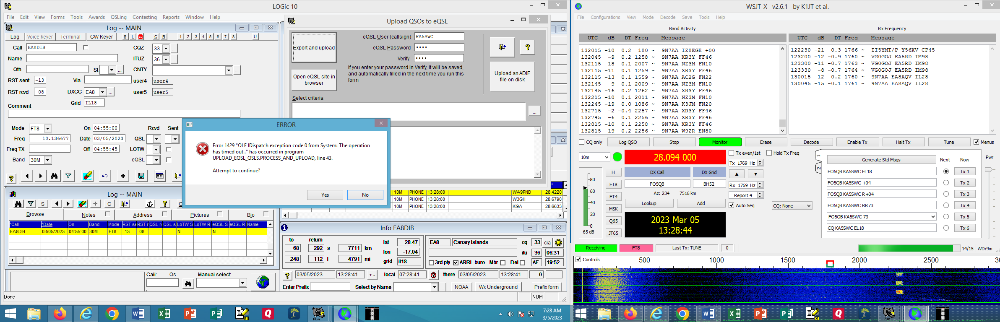 LOGic 10
File Edit View Forms Tools Awards QSLing Contesting Reports Window Help
Log -- MAIN
Log Voice keyer Terminal CW Keyer S L C R 1 2 3 4 5 6 7 8 U
Call EA8DIB CQZ 33 ...
Name ITUZ 36 ...
Qth St ... CNTY ...
RST sent -13 Via user4 user4
RST rcvd -08 DXCC EA8 ... user5 user5
Grid IL18
Comment
Mode FT8 On 04:55:00 Rcvd Sent
Freq 10.136677 Date 03/05/2023 QSL
Freq TX Off 04:55:45 LOTW
Band 30M eQSL
Upload QSOs to eQSL
Export and upload
eQSL User (callsign) KA5SWC
eQSL Password ••••
Verify ••••
If you enter your password in Verify, it will be saved,
and automatically filled in the next time you run this
form
Open eQSL site in
browser
Upload an ADIF
file on disk
Select criteria
...
ERROR
Error 1429 "OLE IDispatch exception code 0 from System: The operation
has timed out.." has occurred in program
UPLOAD_EQSL_QSLS.PROCESS_AND_UPLOAD, line 43.
Attempt to continue?
Yes No
10M PHONE 13:28:00 WA9PND 28.4220
10M PHONE 13:28:00 W3GH 28.6790
10M PHONE 13:28:00 KI9A 28.6633
Log -- MAIN
S C
Browse Notes Address Pictures Bio
*Call *Date On Band Mode RST se RST r QSL rc QSL s LoTW S LoTW R eQSL S eQSL R Name
EA8DIB 03/05/2023 04:55:00 30M FT8 -13 -08 N N
Call: Qs Manual select:
Info EA8DIB
to return
68 292 s 7711 km lat 28.47
248 112 l 4791 mi lon -17.04
grid il18
EA8 Canary Islands cq 33 cia
itu 36 06:31
3rd pty ARRL buro Mbr Del AF 19:52
03/05/2023 13:28:41 + - local 07:28:41 there 03/05/2023 13:28:41 0
Enter Prefix Select by Name ... NOAA Wx Underground Prefix form
Done NUM
7:28 AM
3/5/2023
WSJT-X v2.6.1 by K1JT et al.
File Configurations View Mode Decode Save Tools Help
Band Activity
UTC dB DT Freq Message
132015 -10 0.2 180 ~ 9N7AA IZ8EGE +00
132045 -9 0.2 1258 ~ 9N7AA XR3Y FF46
132115 18 0.1 2007 ~ 9N7AA NZ3M FN10
132115 -11 0.1 1259 ~ 9N7AA XR3Y FF46
132115 -13 0.1 1559 ~ 9N7AA AC2G FN22
132145 9 0.1 2009 ~ 9N7AA NZ3M FN10
132145 -16 0.2 1262 ~ 9N7AA XR3Y FF46
132215 -10 0.1 2011 ~ 9N7AA NZ3M FN10
132245 -19 0.0 1086 ~ 9N7AA K3JM FN20
132715 -2 -0.4 2257 ~ 9N7AA XR3Y FF46
132745 -6 0.1 2256 ~ 9N7AA XR3Y FF46
132815 -10 0.1 2258 ~ 9N7AA XR3Y FF46
132815 -19 0.2 2256 ~ 9N7AA W9ZR EN80
Rx Frequency
UTC dB DT Freq Message
122230 -21 0.3 1766 ~ II5YMT/P Y56XV CP45
123200 -12 -0.9 1760 ~ VG0GOJ EA5RD IM98
123300 -11 -0.7 1763 ~ VG0GOJ EA5RD IM98
123330 -8 -0.7 1764 ~ VG0GOJ EA5RD IM98
130015 -12 -0.2 1760 ~ 9N7AA EA8AQV IL28
130045 -15 -0.1 1761 ~ 9N7AA EA8AQV IL28
CQ only Log QSO Stop Monitor Erase Decode Enable Tx Halt Tx Tune Menus
10m 28.094 000 Tx even/1st Hold Tx Freq
Tx 1769 Hz
H DX Call DX Grid
FT8 FO5QB BH52 Rx 1769 Hz
FT4 Az: 234 7516 km Report 4
MSK Lookup Add Auto Seq CQ: None
Q65 2023 Mar 05
JT65 13:28:44
80
60
40
20
0
65 dB
1
2
Generate Std Msgs Next Now Pwr
FO5QB KA5SWC EL18 Tx 1
FO5QB KA5SWC +04 Tx 2
FO5QB KA5SWC R+04 Tx 3
FO5QB KA5SWC RR73 Tx 4
FO5QB KA5SWC 73 Tx 5
CQ KA5SWC EL18 Tx 6
Receiving FT8 Last Tx: TUNE 0 14/15 WD:9m
Controls 500 1000 1500 2000 2500